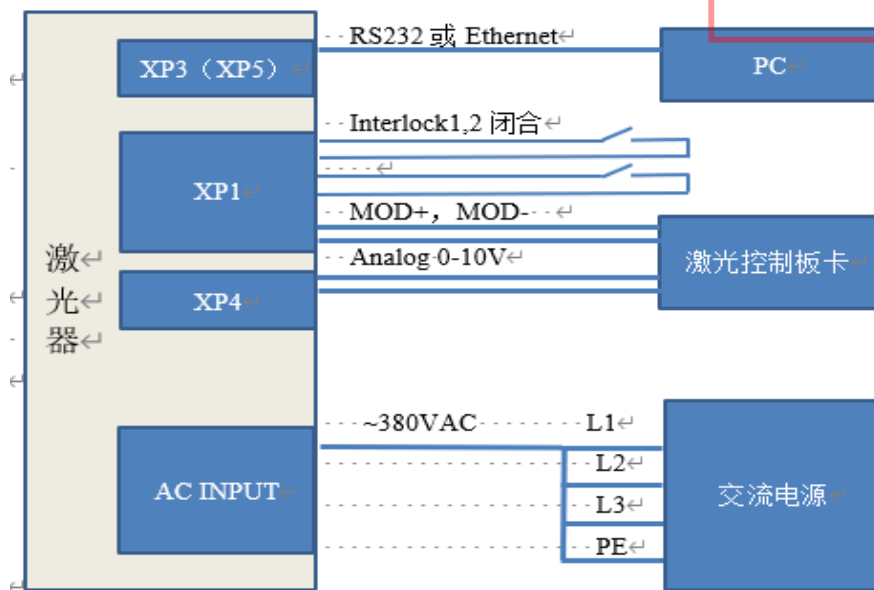 RS232 或 Ethernet
XP3（XP5）
PC
Interlock1,2 闭合
XP1
MOD+，MOD-
Analog 0-10V
激光控制板卡
激
光
器
XP4
~380VAC L1
L2
AC INPUT
L3
交流电源
PE